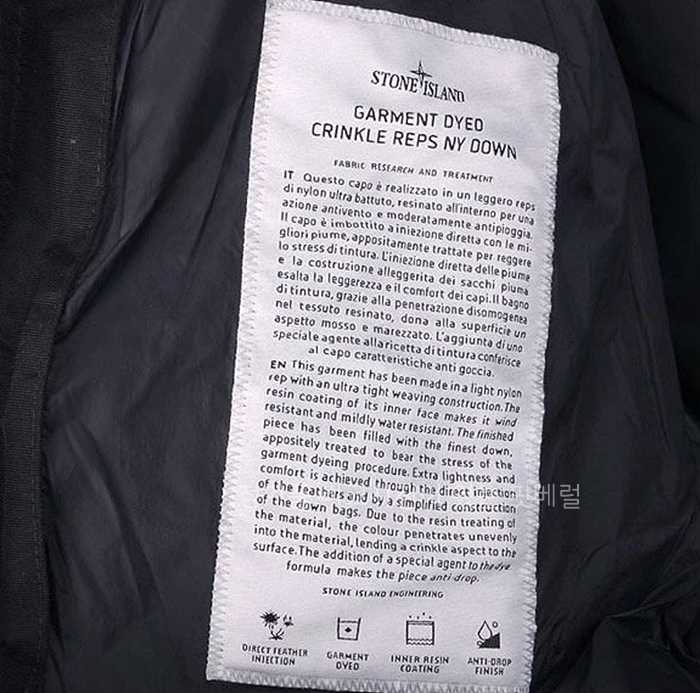 STONE ISLAND
GARMENT DYED
CRINKLE REPS NY DOWN
FABRIC RESEARCH AND TREATMENT
IT Questo capo è realizzato in un leggero reps
di nylon ultra battuto, resinato all'interno per una
azione antivento e moderatamente antipioggia.
Il capo è imbottito a iniezione diretta con le mi-
gliori piume, appositamente trattate per reggere
lo stress di tintura. L'iniezione diretta delle piume
e la costruzione alleggerita dei sacchi piuma
esalta la leggerezza e il comfort dei capi. Il bagno
di tintura, grazie alla penetrazione disomogenea
nel tessuto resinato, dona alla superficie un
aspetto mosso e marezzato. L'aggiunta di uno
speciale agente alla ricetta di tintura conferisce
al capo caratteristiche anti goccia.
EN This garment has been made in a light nylon
rep with an ultra tight weaving construction. The
resin coating of its inner face makes it wind
resistant and mildly water resistant. The finished
piece has been filled with the finest down,
appositely treated to bear the stress of the
garment dyeing procedure. Extra lightness and
comfort is achieved through the direct injection
of the feathers and by a simplified construction
of the down bags. Due to the resin treating of
the material, the colour penetrates unevenly
into the material, lending a crinkle aspect to the
surface. The addition of a special agent to the dye
formula makes the piece anti-drop.
STONE ISLAND ENGINEERING
DIRECT FEATHER
INJECTION
GARMENT
DYED
INNER RESIN
COATING
ANTI-DROP
FINISH
베럴